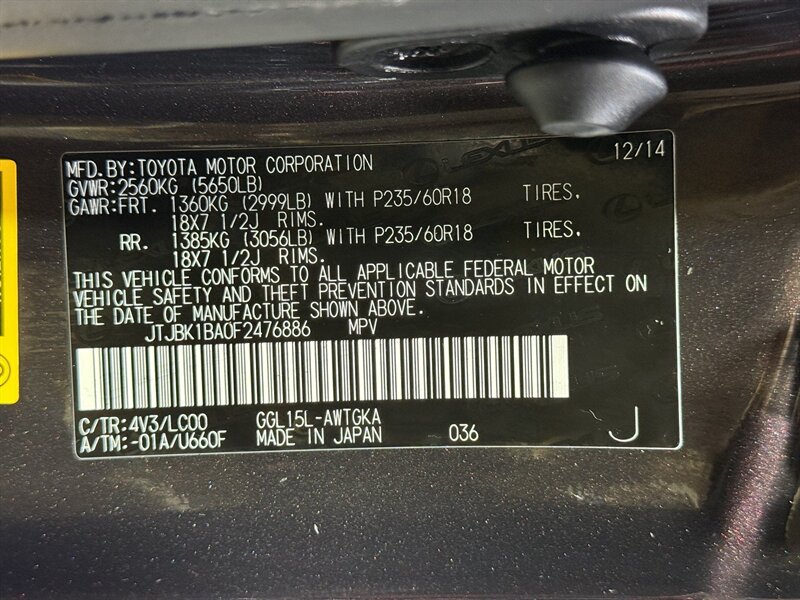 MFD.BY:TOYOTA MOTOR CORPORATION 12/14
GVWR:2560KG (5650LB)
GAWR:FRT. 1360KG (2999LB) WITH P235/60R18 TIRES,
18X7 1/2J RIMS.
RR. 1385KG (3056LB) WITH P235/60R18 TIRES,
18X7 1/2J RIMS.
THIS VEHICLE CONFORMS TO ALL APPLICABLE FEDERAL MOTOR
VEHICLE SAFETY AND THEFT PREVENTION STANDARDS IN EFFECT ON
THE DATE OF MANUFACTURE SHOWN ABOVE.
JTJBK1BA0F2476886 MPV
C/TR:4V3/LC00 GGL15L-AWTGKA
A/TM:-01A/U660F MADE IN JAPAN 036 J